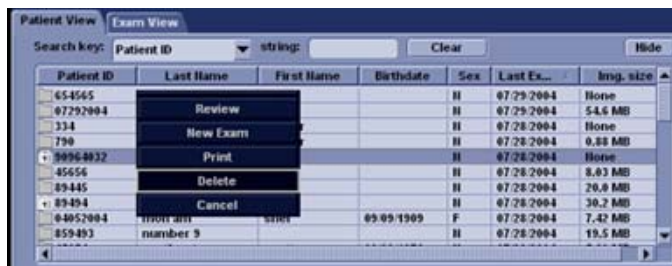 Patient View Exam View
Search key: Patient ID string: Clear Hide
Patient ID Last Name First Name Birthdate Sex Last Ex... Img. size
654565 N 07/29/2004 None
07292004 Review N 07/29/2004 54.6 MB
334 N 07/28/2004 None
790 New Exam N 07/28/2004 0.88 MB
90964032 Print N 07/28/2004 None
45656 N 07/28/2004 8.03 MB
89445 Delete N 07/28/2004 20.0 MB
89494 Cancel N 07/28/2004 30.2 MB
04052004 09/09/1909 F 07/28/2004 7.42 MB
859493 number 9 N 07/28/2004 19.5 MB